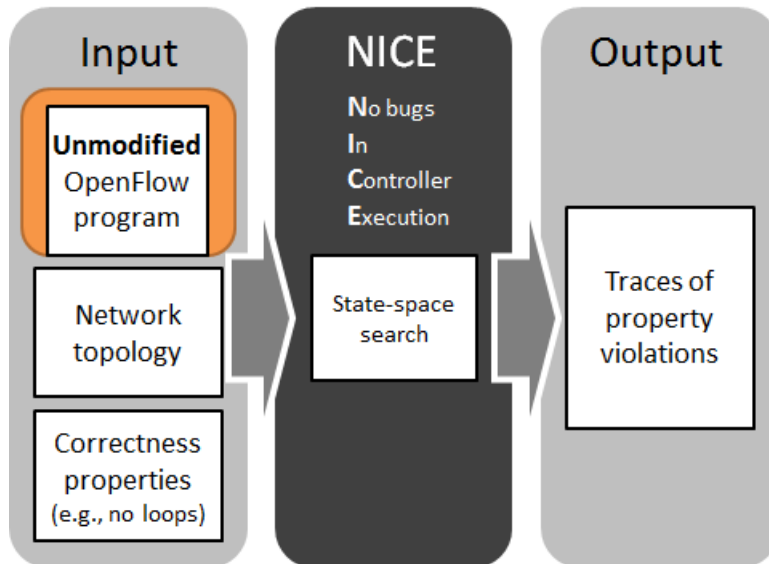 Input
Unmodified
OpenFlow
program
Network
topology
Correctness
properties
(e.g., no loops)
NICE
No bugs
In
Controller
Execution
State-space
search
Output
Traces of
property
violations